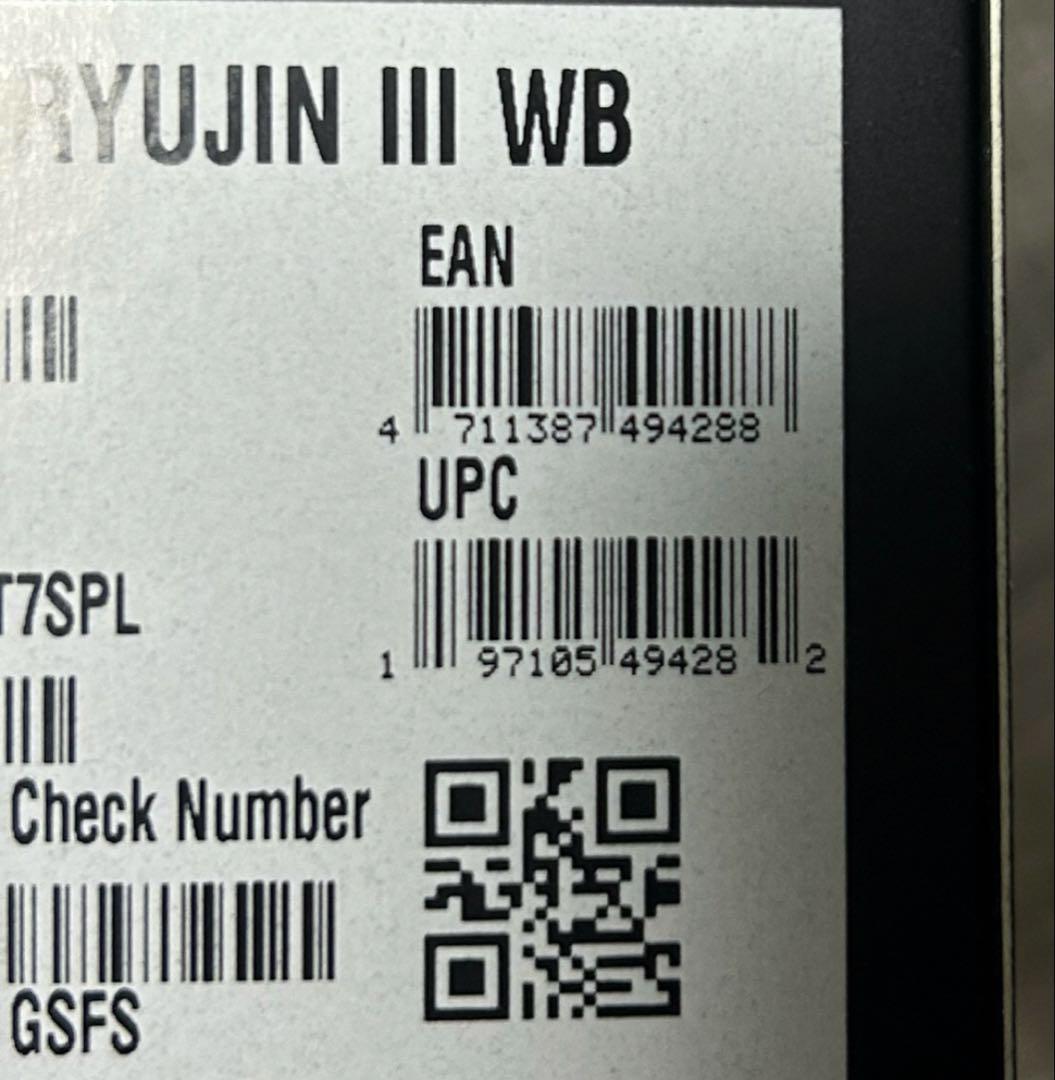 RYUJIN III WB
EAN
4 711387 494288
UPC
1 97105 49428 2
T7SPL
Check Number
GSFS